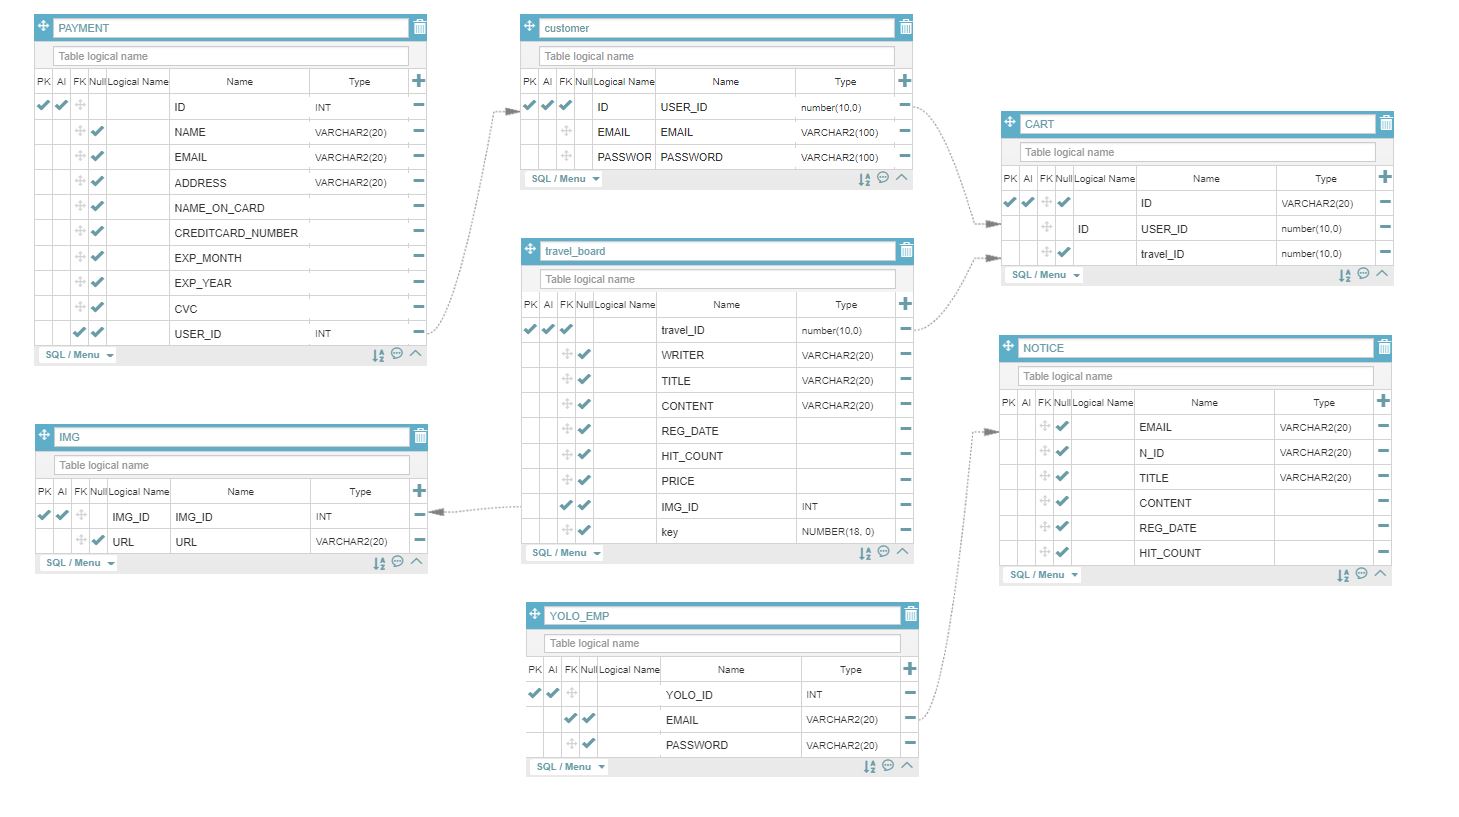 PAYMENT
Table logical name
PK AI FK Null Logical Name Name Type
ID INT
NAME VARCHAR2(20)
EMAIL VARCHAR2(20)
ADDRESS VARCHAR2(20)
NAME_ON_CARD
CREDITCARD_NUMBER
EXP_MONTH
EXP_YEAR
CVC
USER_ID INT
SQL / Menu
IMG
Table logical name
PK AI FK Null Logical Name Name Type
IMG_ID IMG_ID INT
URL URL VARCHAR2(20)
SQL / Menu
customer
Table logical name
PK AI FK Null Logical Name Name Type
ID USER_ID number(10,0)
EMAIL EMAIL VARCHAR2(100)
PASSWOR PASSWORD VARCHAR2(100)
SQL / Menu
travel_board
Table logical name
PK AI FK Null Logical Name Name Type
travel_ID number(10,0)
WRITER VARCHAR2(20)
TITLE VARCHAR2(20)
CONTENT VARCHAR2(20)
REG_DATE
HIT_COUNT
PRICE
IMG_ID INT
key NUMBER(18, 0)
SQL / Menu
YOLO_EMP
Table logical name
PK AI FK Null Logical Name Name Type
YOLO_ID INT
EMAIL VARCHAR2(20)
PASSWORD VARCHAR2(20)
SQL / Menu
CART
Table logical name
PK AI FK Null Logical Name Name Type
ID VARCHAR2(20)
ID USER_ID number(10,0)
travel_ID number(10,0)
SQL / Menu
NOTICE
Table logical name
PK AI FK Null Logical Name Name Type
EMAIL VARCHAR2(20)
N_ID VARCHAR2(20)
TITLE VARCHAR2(20)
CONTENT
REG_DATE
HIT_COUNT
SQL / Menu